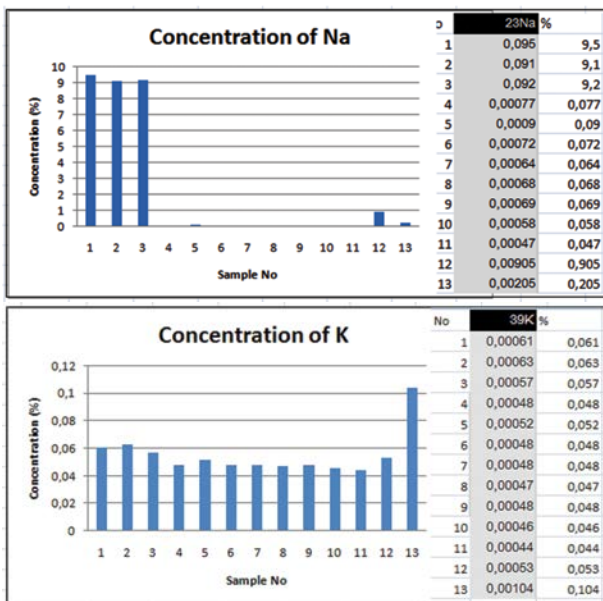 Concentration of Na
Concentration (%)
10
9
8
7
6
5
4
3
2
1
0
1 2 3 4 5 6 7 8 9 10 11 12 13
Sample No
o 23Na %
1 0,095 9,5
2 0,091 9,1
3 0,092 9,2
4 0,00077 0,077
5 0,0009 0,09
6 0,00072 0,072
7 0,00064 0,064
8 0,00068 0,068
9 0,00069 0,069
10 0,00058 0,058
11 0,00047 0,047
12 0,00905 0,905
13 0,00205 0,205
Concentration of K
Concentration (%)
0,12
0,1
0,08
0,06
0,04
0,02
0
1 2 3 4 5 6 7 8 9 10 11 12 13
Sample No
No 39K %
1 0,00061 0,061
2 0,00063 0,063
3 0,00057 0,057
4 0,00048 0,048
5 0,00052 0,052
6 0,00048 0,048
7 0,00048 0,048
8 0,00047 0,047
9 0,00048 0,048
10 0,00046 0,046
11 0,00044 0,044
12 0,00053 0,053
13 0,00104 0,104